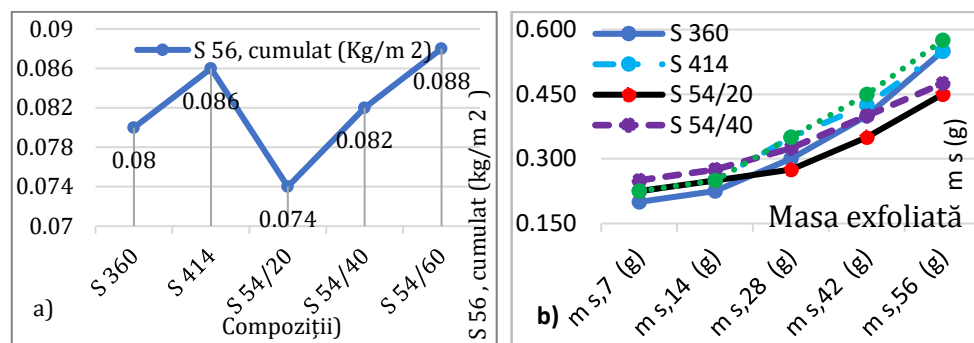 0.09
0.086
0.082
0.078
0.074
0.07
S 56, cumulat (Kg/m 2)
0.08
0.086
0.074
0.082
0.088
S 360
S 414
S 54/20
S 54/40
S 54/60
a)
Compoziții)
S 56 , cumulat (kg/m 2 )
0.600
0.450
0.300
0.150
S 360
S 414
S 54/20
S 54/40
m s (g)
Masa exfoliată
m s,7 (g)
m s,14 (g)
m s,28 (g)
m s,42 (g)
m s,56 (g)
b)